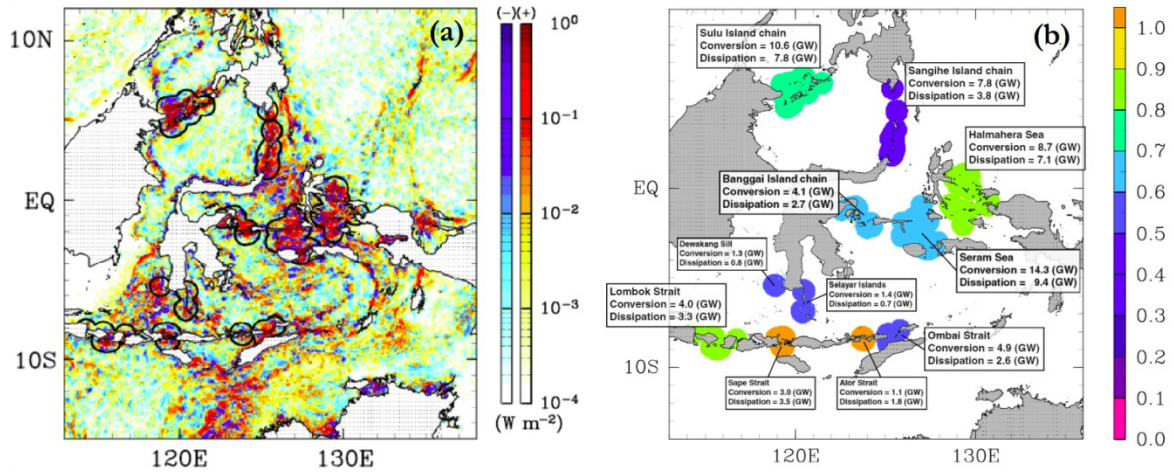 (a)
10N
EQ
10S
120E
130E
(−)(+)
10⁰
10⁻¹
10⁻²
10⁻³
10⁻⁴
(W m⁻²)
(b)
Sulu Island chain
Conversion = 10.6 (GW)
Dissipation = 7.8 (GW)
Sangihe Island chain
Conversion = 7.8 (GW)
Dissipation = 3.8 (GW)
Halmahera Sea
Conversion = 8.7 (GW)
Dissipation = 7.1 (GW)
Banggai Island chain
Conversion = 4.1 (GW)
Dissipation = 2.7 (GW)
Dewakang Sill
Conversion = 1.3 (GW)
Dissipation = 0.8 (GW)
Seram Sea
Conversion = 14.3 (GW)
Dissipation = 9.4 (GW)
Selayar Islands
Conversion = 1.4 (GW)
Dissipation = 0.7 (GW)
Lombok Strait
Conversion = 4.0 (GW)
Dissipation = 3.3 (GW)
Ombai Strait
Conversion = 4.9 (GW)
Dissipation = 2.6 (GW)
Sape Strait
Conversion = 3.0 (GW)
Dissipation = 3.5 (GW)
Alor Strait
Conversion = 1.1 (GW)
Dissipation = 1.8 (GW)
EQ
10S
120E
130E
1.0
0.9
0.8
0.7
0.6
0.5
0.4
0.3
0.2
0.1
0.0